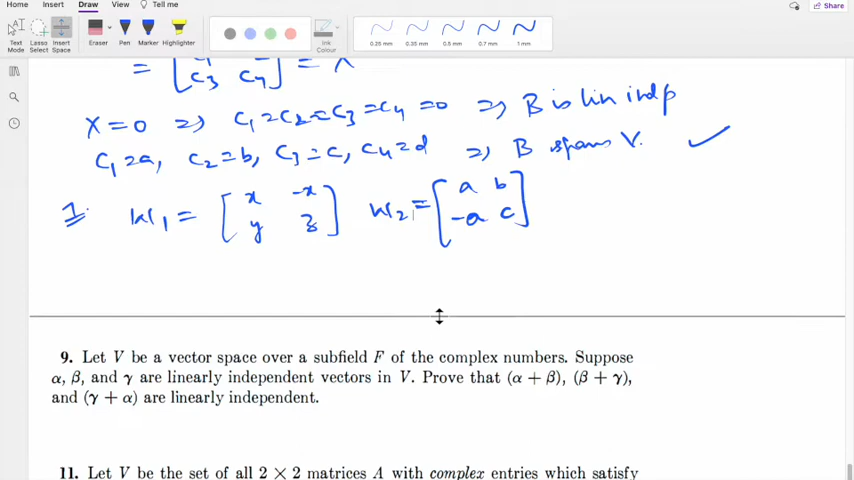 Home Insert Draw View Tell me Share
Text Mode Lasso Select Insert Space Eraser Pen Marker Highlighter Ink Colour 0.25 mm 0.35 mm 0.5 mm 0.7 mm 1 mm
= [ c3 c4 ] = X
X = 0 => c1 = c2 = c3 = c4 = 0 => B is lin indp
c1 = a, c2 = b, c3 = c, c4 = d => B spans V. ✓
7. W1 = [ x -x
y z ] W2 = [ a b
-a c ]
9. Let V be a vector space over a subfield F of the complex numbers. Suppose
α, β, and γ are linearly independent vectors in V. Prove that (α + β), (β + γ),
and (γ + α) are linearly independent.
11. Let V be the set of all 2 × 2 matrices A with complex entries which satisfy